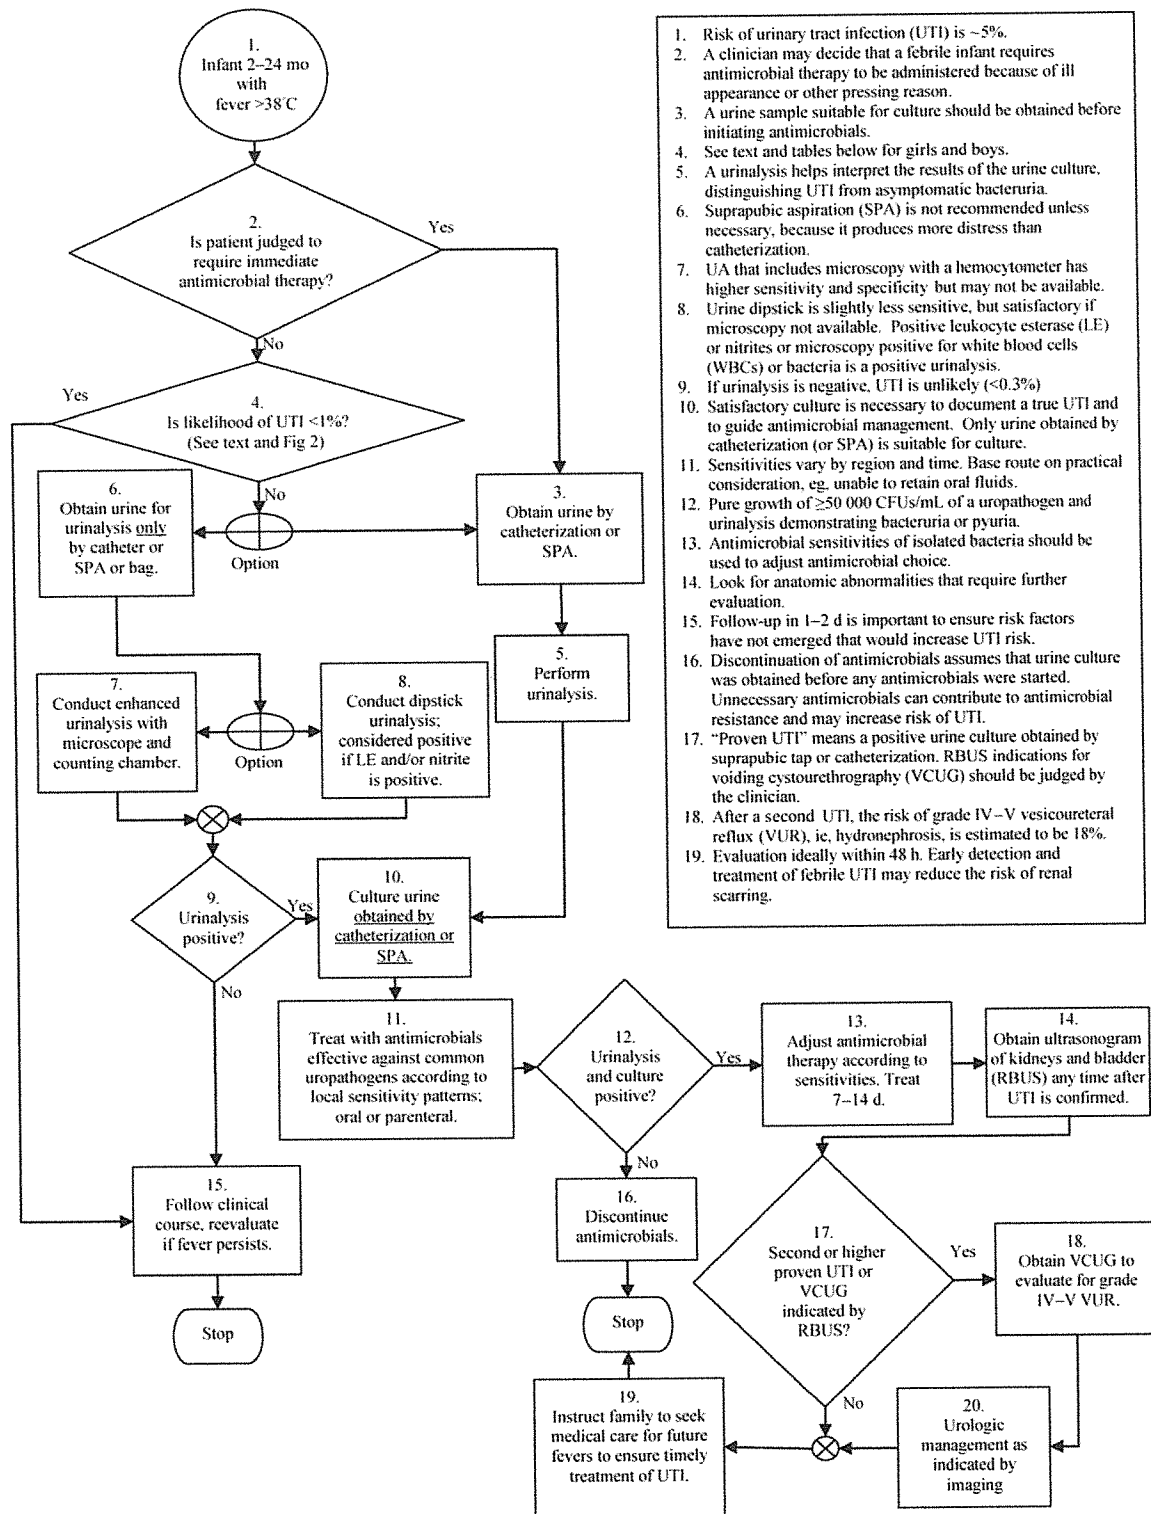 1.
Infant 2–24 mo
with
fever >38°C
2.
Is patient judged to
require immediate
antimicrobial therapy?
Yes
No
Yes
4.
Is likelihood of UTI <1%?
(See text and Fig 2)
No
6.
Obtain urine for
urinalysis only
by catheter or
SPA or bag.
Option
3.
Obtain urine by
catheterization or
SPA.
5.
Perform
urinalysis.
7.
Conduct enhanced
urinalysis with
microscope and
counting chamber.
Option
8.
Conduct dipstick
urinalysis;
considered positive
if LE and/or nitrite
is positive.
9.
Urinalysis
positive?
Yes
No
10.
Culture urine
obtained by
catheterization or
SPA.
11.
Treat with antimicrobials
effective against common
uropathogens according to
local sensitivity patterns;
oral or parenteral.
12.
Urinalysis
and culture
positive?
Yes
No
13.
Adjust antimicrobial
therapy according to
sensitivities. Treat
7–14 d.
14.
Obtain ultrasonogram
of kidneys and bladder
(RBUS) any time after
UTI is confirmed.
15.
Follow clinical
course, reevaluate
if fever persists.
Stop
16.
Discontinue
antimicrobials.
Stop
17.
Second or higher
proven UTI or
VCUG
indicated by
RBUS?
Yes
No
18.
Obtain VCUG to
evaluate for grade
IV–V VUR.
19.
Instruct family to seek
medical care for future
fevers to ensure timely
treatment of UTI.
20.
Urologic
management as
indicated by
imaging
1. Risk of urinary tract infection (UTI) is ~5%.
2. A clinician may decide that a febrile infant requires
antimicrobial therapy to be administered because of ill
appearance or other pressing reason.
3. A urine sample suitable for culture should be obtained before
initiating antimicrobials.
4. See text and tables below for girls and boys.
5. A urinalysis helps interpret the results of the urine culture,
distinguishing UTI from asymptomatic bacteruria.
6. Suprapubic aspiration (SPA) is not recommended unless
necessary, because it produces more distress than
catheterization.
7. UA that includes microscopy with a hemocytometer has
higher sensitivity and specificity but may not be available.
8. Urine dipstick is slightly less sensitive, but satisfactory if
microscopy not available. Positive leukocyte esterase (LE)
or nitrites or microscopy positive for white blood cells
(WBCs) or bacteria is a positive urinalysis.
9. If urinalysis is negative, UTI is unlikely (<0.3%)
10. Satisfactory culture is necessary to document a true UTI and
to guide antimicrobial management. Only urine obtained by
catheterization (or SPA) is suitable for culture.
11. Sensitivities vary by region and time. Base route on practical
consideration, eg, unable to retain oral fluids.
12. Pure growth of ≥50 000 CFUs/mL of a uropathogen and
urinalysis demonstrating bacteruria or pyuria.
13. Antimicrobial sensitivities of isolated bacteria should be
used to adjust antimicrobial choice.
14. Look for anatomic abnormalities that require further
evaluation.
15. Follow-up in 1–2 d is important to ensure risk factors
have not emerged that would increase UTI risk.
16. Discontinuation of antimicrobials assumes that urine culture
was obtained before any antimicrobials were started.
Unnecessary antimicrobials can contribute to antimicrobial
resistance and may increase risk of UTI.
17. “Proven UTI” means a positive urine culture obtained by
suprapubic tap or catheterization. RBUS indications for
voiding cystourethrography (VCUG) should be judged by
the clinician.
18. After a second UTI, the risk of grade IV–V vesicoureteral
reflux (VUR), ie, hydronephrosis, is estimated to be 18%.
19. Evaluation ideally within 48 h. Early detection and
treatment of febrile UTI may reduce the risk of renal
scarring.